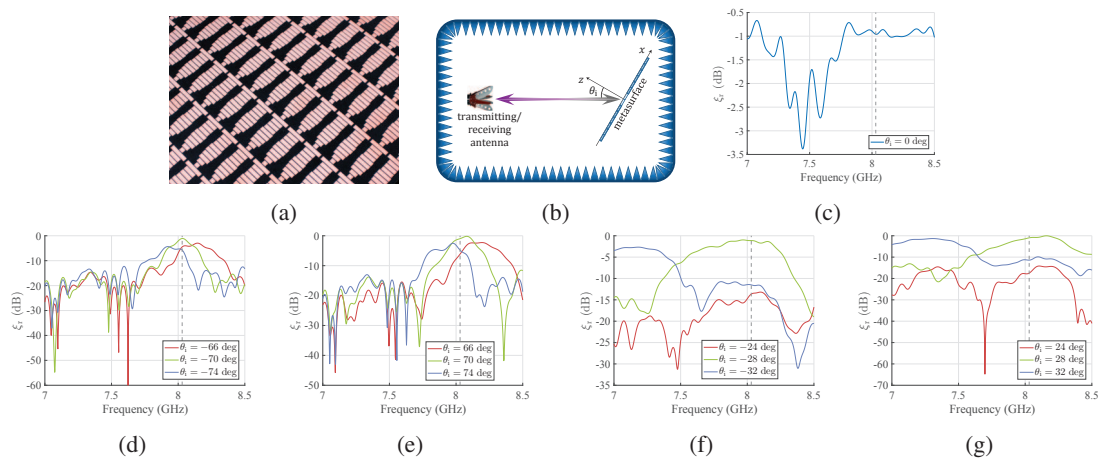 (a)
x
z
θi
transmitting/
receiving
antenna
metasurface
(b)
-0.5
-1
-1.5
-2
-2.5
-3
-3.5
ξr (dB)
θi = 0 deg
7 7.5 8 8.5
Frequency (GHz)
(c)
0
-10
-20
-30
-40
-50
-60
ξr (dB)
θi = −66 deg
θi = −70 deg
θi = −74 deg
7 7.5 8 8.5
Frequency (GHz)
(d)
0
-10
-20
-30
-40
-50
ξr (dB)
θi = 66 deg
θi = 70 deg
θi = 74 deg
7 7.5 8 8.5
Frequency (GHz)
(e)
0
-5
-10
-15
-20
-25
-30
-35
ξr (dB)
θi = −24 deg
θi = −28 deg
θi = −32 deg
7 7.5 8 8.5
Frequency (GHz)
(f)
0
-10
-20
-30
-40
-50
-60
-70
ξr (dB)
θi = 24 deg
θi = 28 deg
θi = 32 deg
7 7.5 8 8.5
Frequency (GHz)
(g)